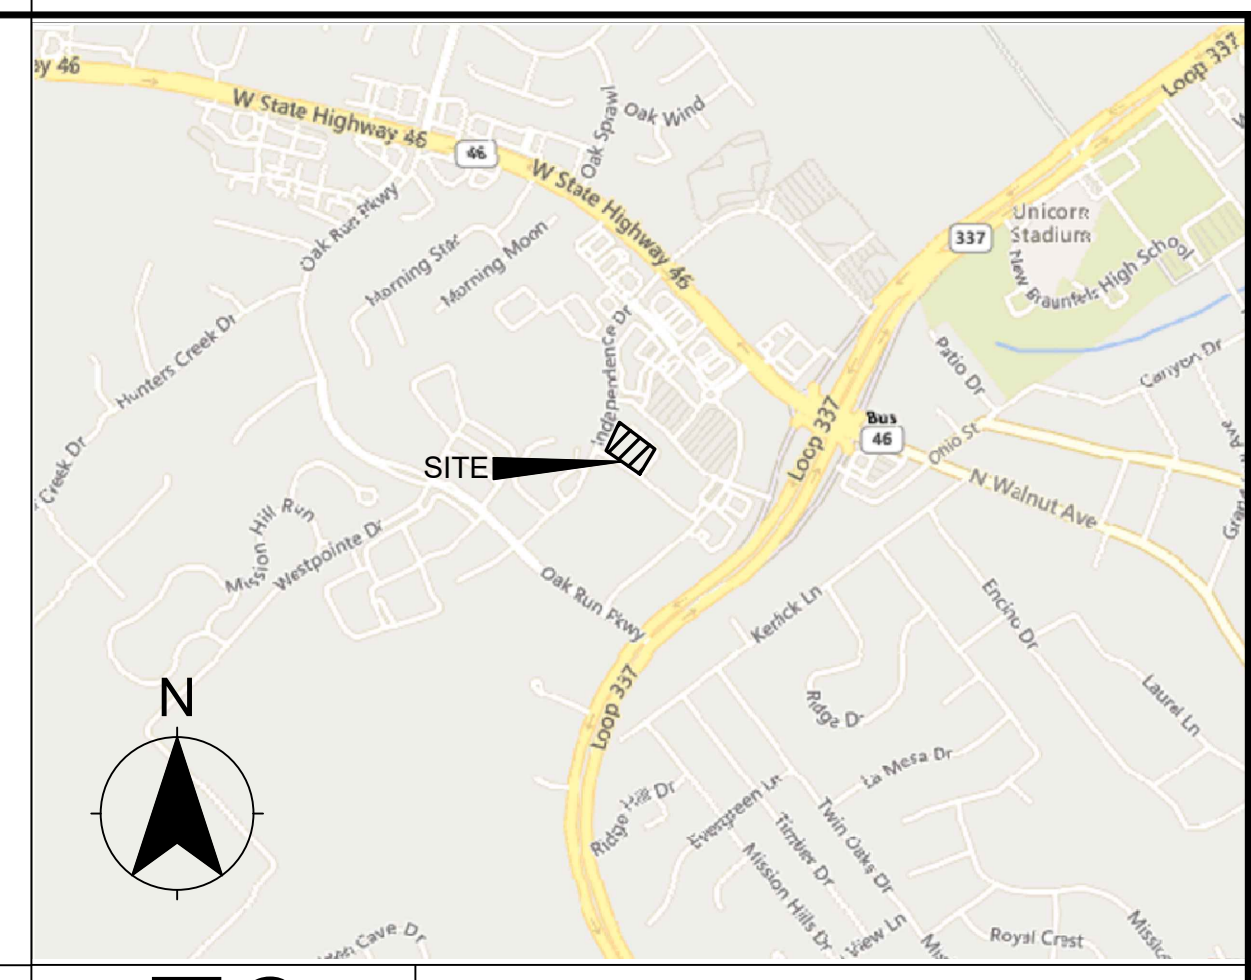 W State Highway 46
46
W State Highway 46
Oak Sprawl
Oak Wind
Loop 337
337
Unicorn
Stadium
New Braunfels High School
Oak Run Pkwy
Morning Star
Morning Moon
Hunters Creek Dr
Independence Dr
Patio Dr
Canyon Dr
Bus
46
Ohio St
N Walnut Ave
Loop 337
SITE
Creek Dr
Mission Hill Run
Westpointe Dr
Oak Run Pkwy
Kerlick Ln
Encino Dr
Laurel Ln
Ridge Dr
La Mesa Dr
Loop 337
N
Ridge Hill Dr
Evergreen Ln
Timber Dr
Twin Oaks Dr
Mission Hills Dr
View Ln
Royal Crest
Cave Dr